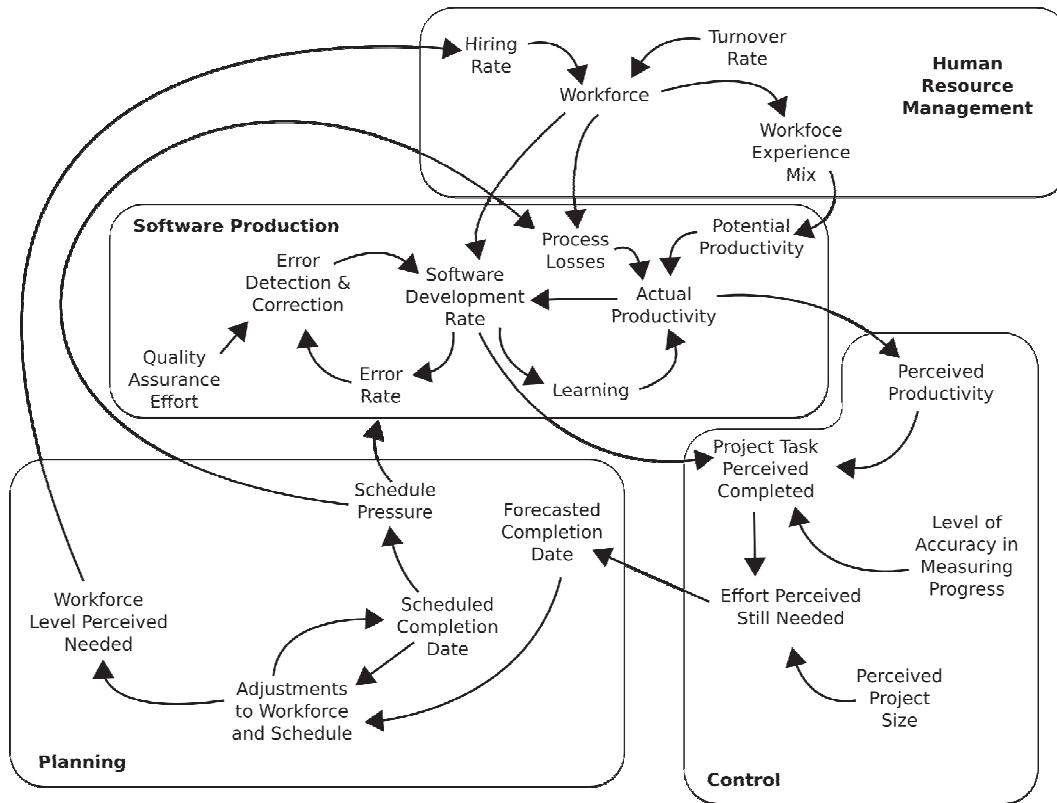 Hiring
Rate
Turnover
Rate
Human
Resource
Management
Workforce
Workfoce
Experience
Mix
Software Production
Error
Detection &
Correction
Software
Development
Rate
Process
Losses
Potential
Productivity
Actual
Productivity
Quality
Assurance
Effort
Error
Rate
Learning
Perceived
Productivity
Project Task
Perceived
Completed
Level of
Accuracy in
Measuring
Progress
Effort Perceived
Still Needed
Perceived
Project
Size
Control
Schedule
Pressure
Forecasted
Completion
Date
Workforce
Level Perceived
Needed
Scheduled
Completion
Date
Adjustments
to Workforce
and Schedule
Planning